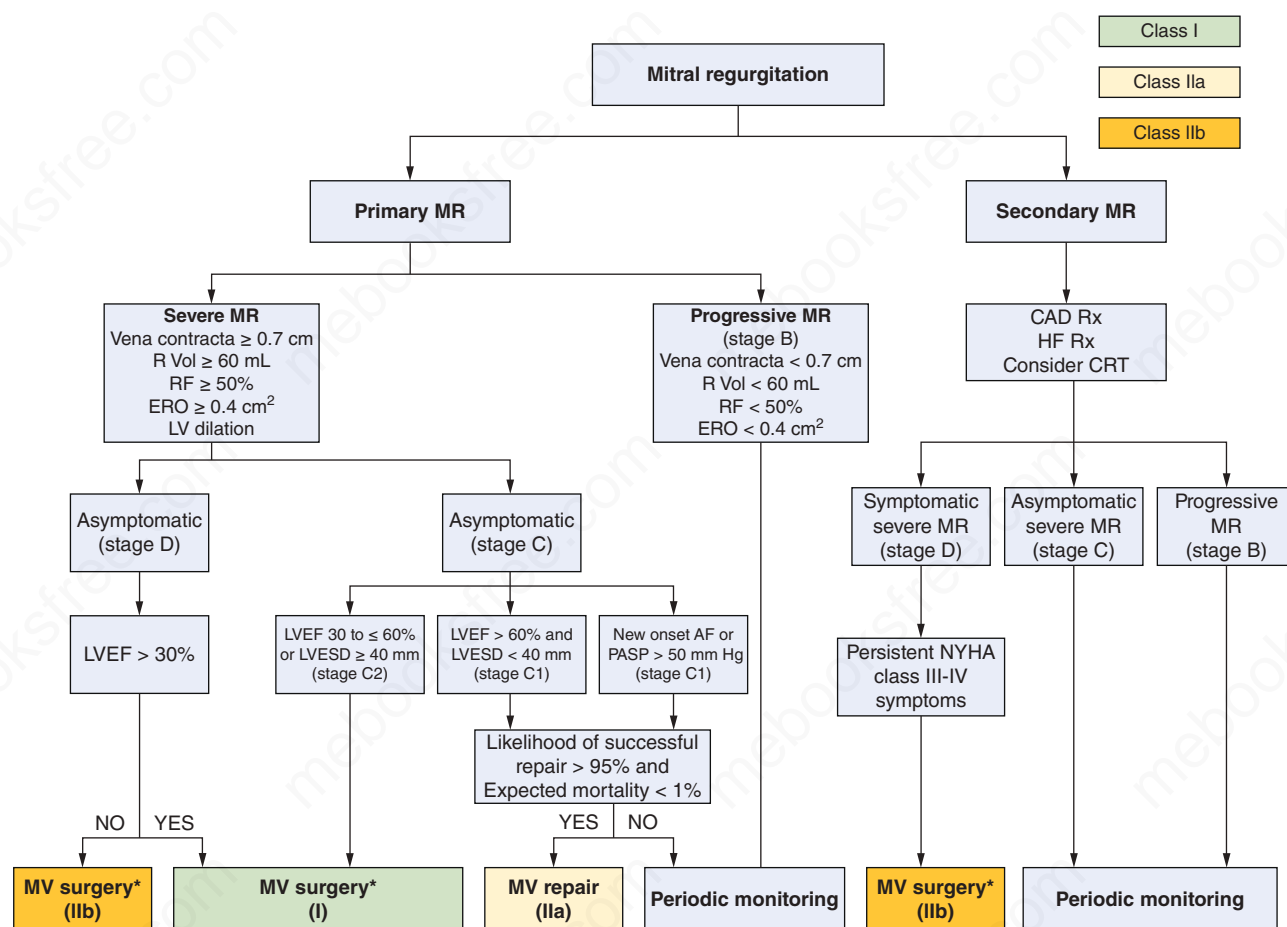 Class I
Class IIa
Class IIb
Mitral regurgitation
Primary MR
Secondary MR
Severe MR
Vena contracta ≥ 0.7 cm
R Vol ≥ 60 mL
RF ≥ 50%
ERO ≥ 0.4 cm²
LV dilation
Progressive MR
(stage B)
Vena contracta < 0.7 cm
R Vol < 60 mL
RF < 50%
ERO < 0.4 cm²
CAD Rx
HF Rx
Consider CRT
Asymptomatic
(stage D)
Asymptomatic
(stage C)
Symptomatic
severe MR
(stage D)
Asymptomatic
severe MR
(stage C)
Progressive
MR
(stage B)
LVEF > 30%
LVEF 30 to ≤ 60%
or LVESD ≥ 40 mm
(stage C2)
LVEF > 60% and
LVESD < 40 mm
(stage C1)
New onset AF or
PASP > 50 mm Hg
(stage C1)
Persistent NYHA
class III-IV
symptoms
Likelihood of successful
repair > 95% and
Expected mortality < 1%
NO YES
YES NO
MV surgery*
(IIb)
MV surgery*
(I)
MV repair
(IIa)
Periodic monitoring
MV surgery*
(IIb)
Periodic monitoring
mebooksfree.com